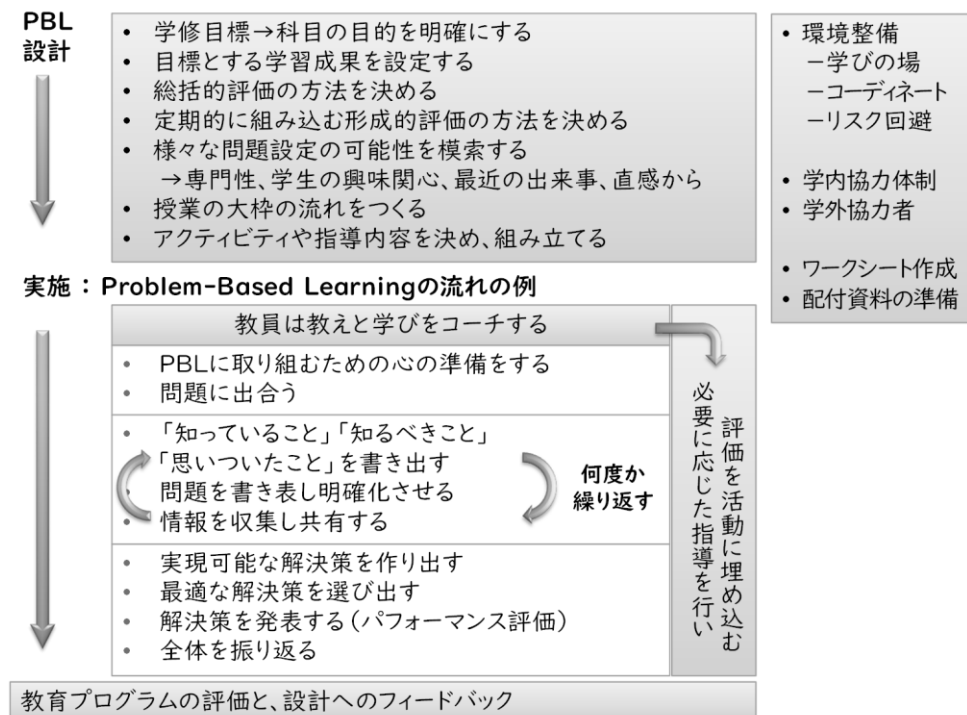 PBL
設計
• 学修目標→科目の目的を明確にする
• 目標とする学習成果を設定する
• 総括的評価の方法を決める
• 定期的に組み込む形成的評価の方法を決める
• 様々な問題設定の可能性を模索する
→専門性、学生の興味関心、最近の出来事、直感から
• 授業の大枠の流れをつくる
• アクティビティや指導内容を決め、組み立てる
• 環境整備
－学びの場
－コーディネート
－リスク回避
• 学内協力体制
• 学外協力者
• ワークシート作成
• 配付資料の準備
実施：Problem-Based Learningの流れの例
教員は教えと学びをコーチする
• PBLに取り組むための心の準備をする
• 問題に出合う
• 「知っていること」「知るべきこと」
「思いついたこと」を書き出す
• 問題を書き表し明確化させる
• 情報を収集し共有する
何度か
繰り返す
• 実現可能な解決策を作り出す
• 最適な解決策を選び出す
• 解決策を発表する（パフォーマンス評価）
• 全体を振り返る
評価を活動に埋め込む
必要に応じた指導を行い
教育プログラムの評価と、設計へのフィードバック